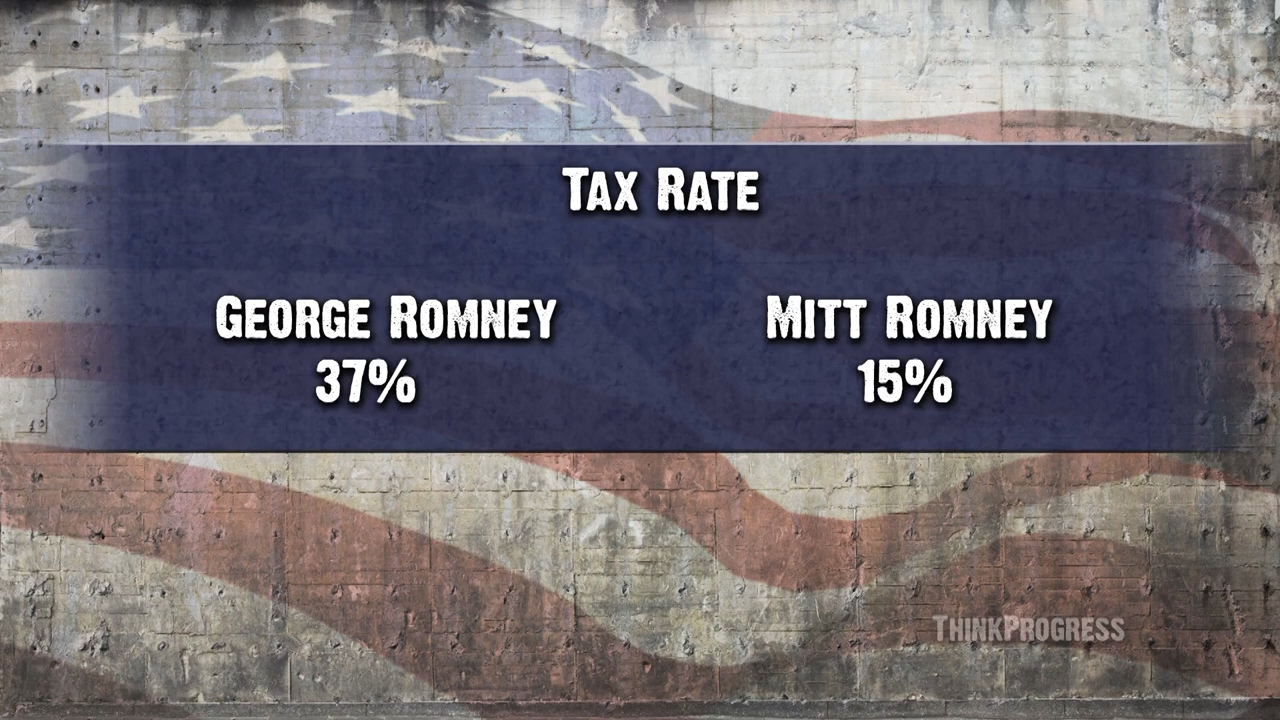 Tax Rate
George Romney
Mitt Romney
37%
15%
ThinkProgress